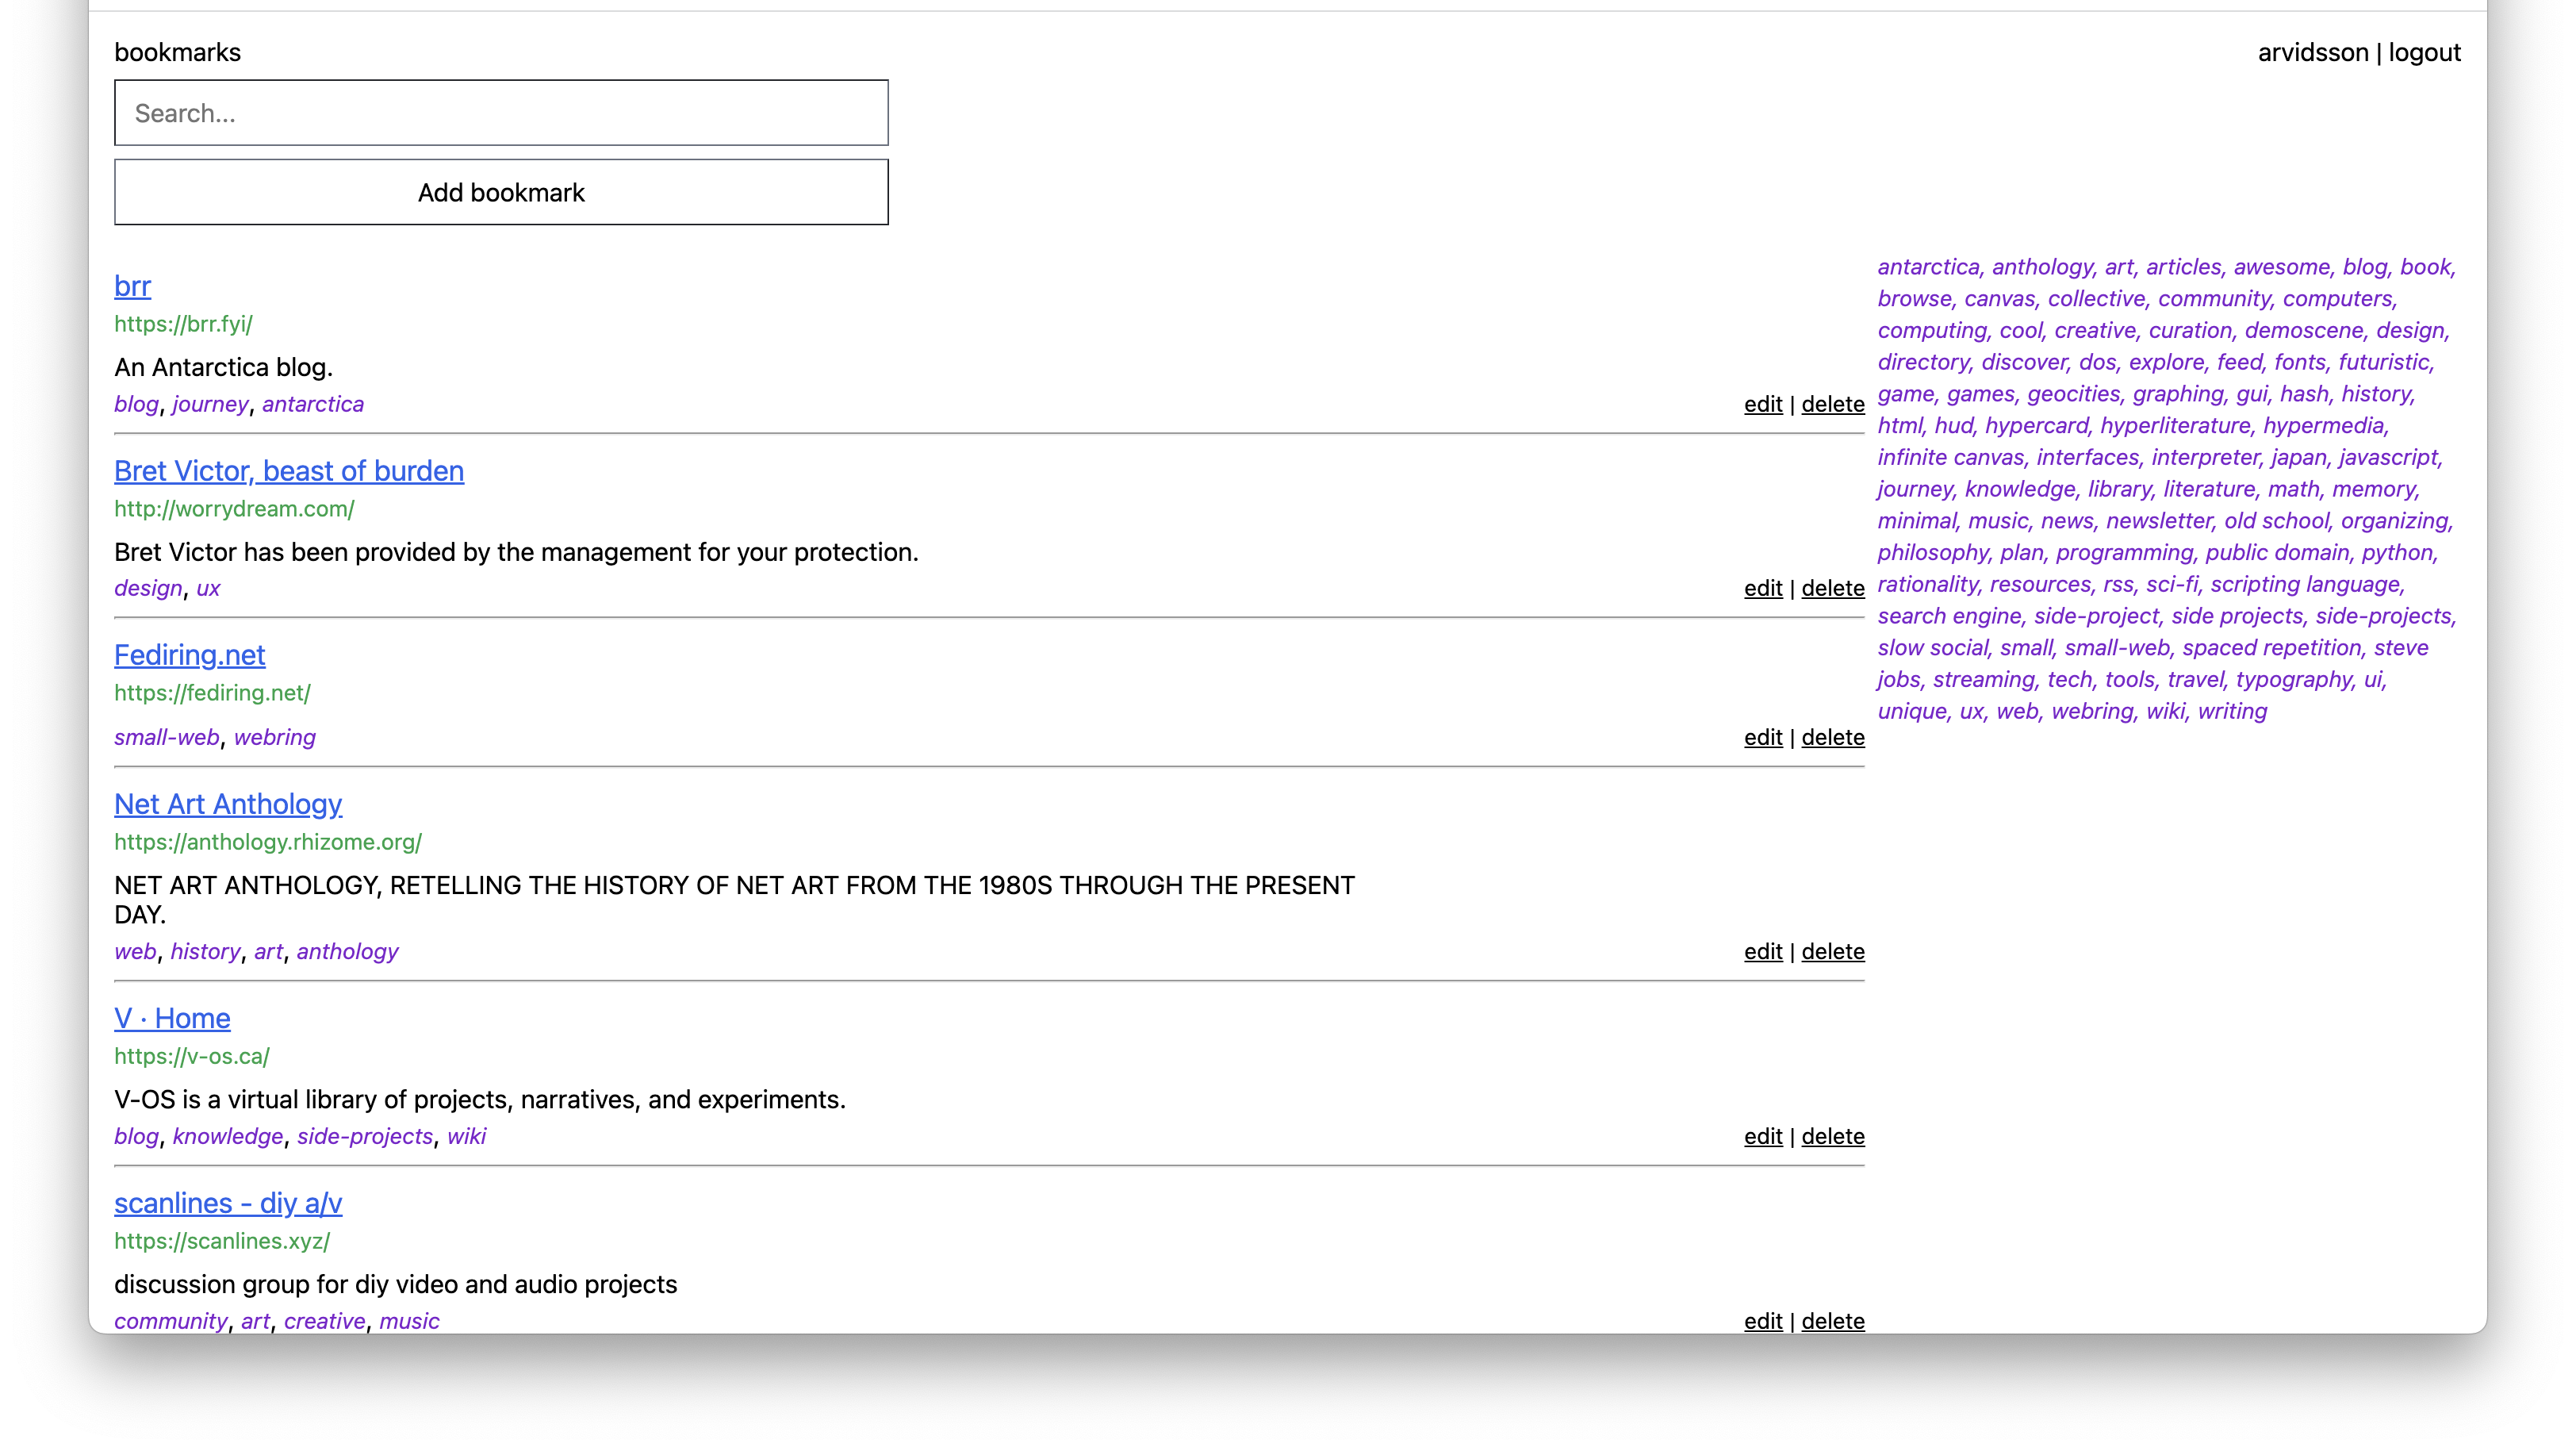 bookmarks
arvidsson | logout
Search...
Add bookmark
brr
https://brr.fyi/
An Antarctica blog.
blog, journey, antarctica
edit | delete
Bret Victor, beast of burden
http://worrydream.com/
Bret Victor has been provided by the management for your protection.
design, ux
edit | delete
Fediring.net
https://fediring.net/
small-web, webring
edit | delete
Net Art Anthology
https://anthology.rhizome.org/
NET ART ANTHOLOGY, RETELLING THE HISTORY OF NET ART FROM THE 1980S THROUGH THE PRESENT
DAY.
web, history, art, anthology
edit | delete
V · Home
https://v-os.ca/
V-OS is a virtual library of projects, narratives, and experiments.
blog, knowledge, side-projects, wiki
edit | delete
scanlines - diy a/v
https://scanlines.xyz/
discussion group for diy video and audio projects
community, art, creative, music
edit | delete
antarctica, anthology, art, articles, awesome, blog, book,
browse, canvas, collective, community, computers,
computing, cool, creative, curation, demoscene, design,
directory, discover, dos, explore, feed, fonts, futuristic,
game, games, geocities, graphing, gui, hash, history,
html, hud, hypercard, hyperliterature, hypermedia,
infinite canvas, interfaces, interpreter, japan, javascript,
journey, knowledge, library, literature, math, memory,
minimal, music, news, newsletter, old school, organizing,
philosophy, plan, programming, public domain, python,
rationality, resources, rss, sci-fi, scripting language,
search engine, side-project, side projects, side-projects,
slow social, small, small-web, spaced repetition, steve
jobs, streaming, tech, tools, travel, typography, ui,
unique, ux, web, webring, wiki, writing